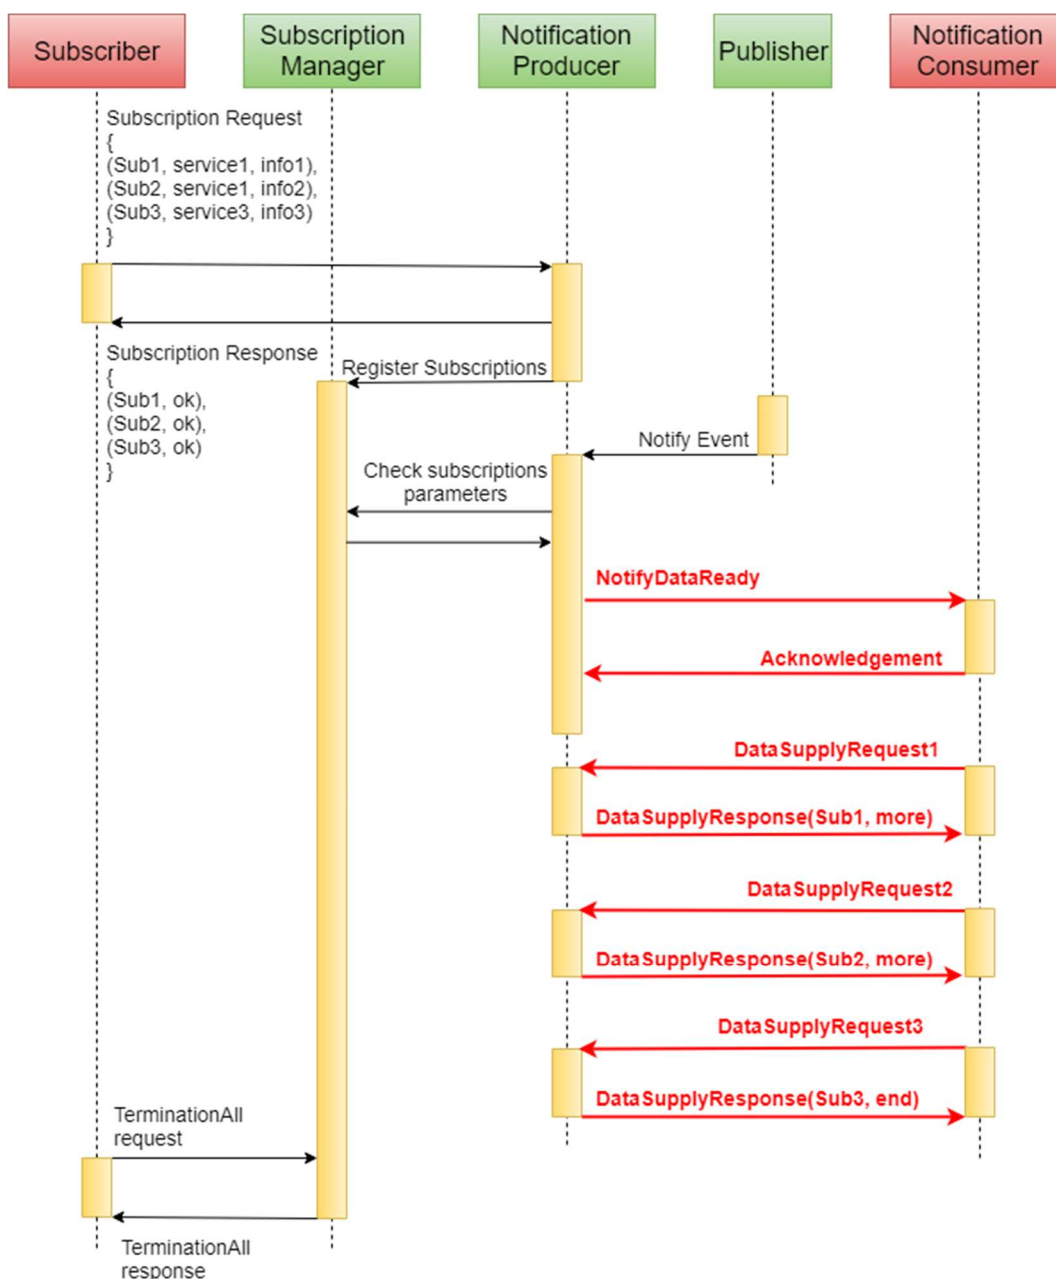 Subscriber
Subscription
Manager
Notification
Producer
Publisher
Notification
Consumer
Subscription Request
{
(Sub1, service1, info1),
(Sub2, service1, info2),
(Sub3, service3, info3)
}
Subscription Response
{
(Sub1, ok),
(Sub2, ok),
(Sub3, ok)
}
Register Subscriptions
Notify Event
Check subscriptions
parameters
NotifyDataReady
Acknowledgement
DataSupplyRequest1
DataSupplyResponse(Sub1, more)
DataSupplyRequest2
DataSupplyResponse(Sub2, more)
DataSupplyRequest3
DataSupplyResponse(Sub3, end)
TerminationAll
request
TerminationAll
response